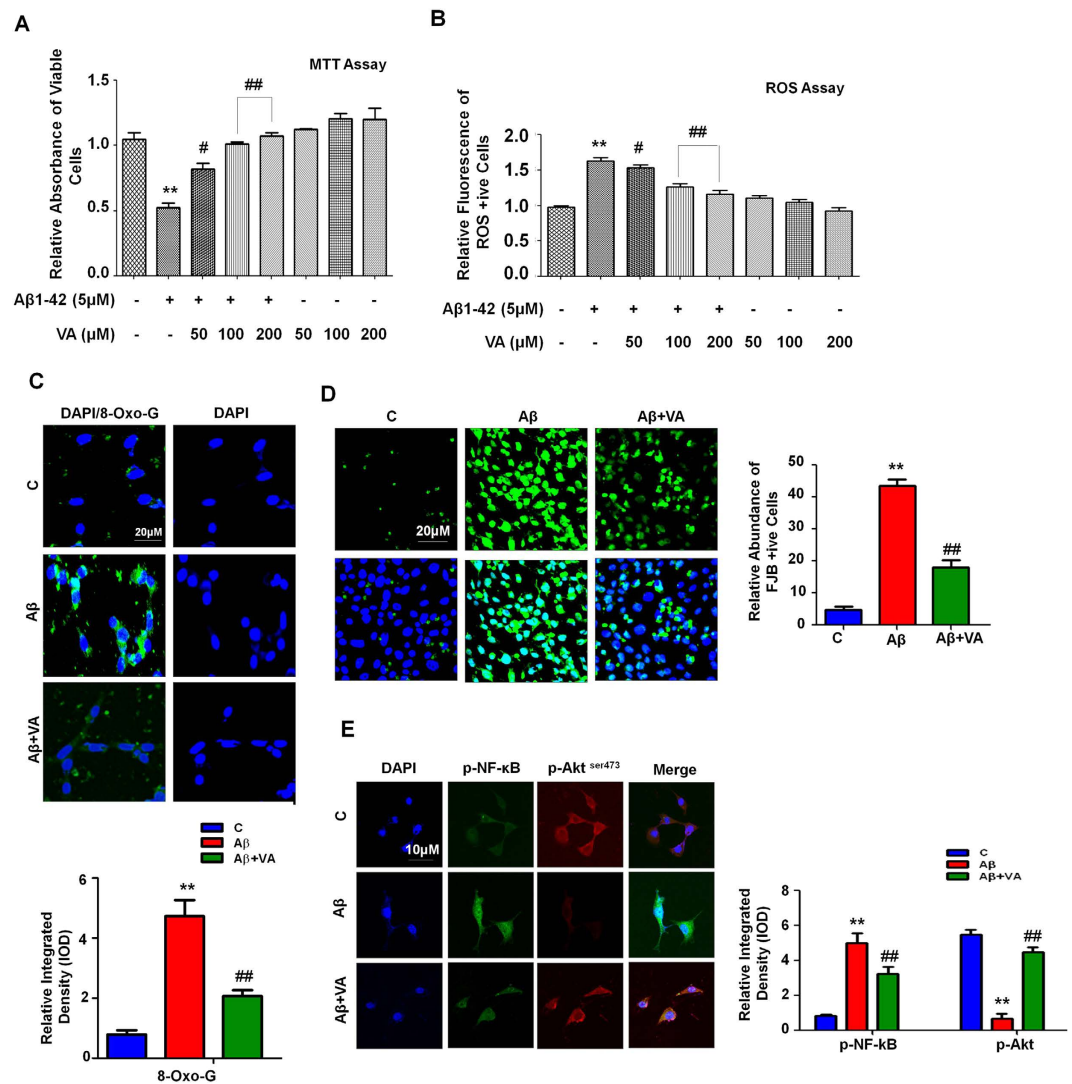 A
MTT Assay
Relative Absorbance of Viable
Cells
1.5
1.0
0.5
0.0
**
#
##
Aβ1-42 (5μM) - + + + + - - -
VA (μM) - - 50 100 200 50 100 200
B
ROS Assay
Relative Fluorescence of
ROS +ive Cells
2.0
1.5
1.0
0.5
0.0
**
#
##
Aβ1-42 (5μM) - + + + + - - -
VA (μM) - - 50 100 200 50 100 200
C
DAPI/8-Oxo-G DAPI
C
20μM
Aβ
Aβ+VA
C
Aβ
Aβ+VA
Relative Integrated
Density (IOD)
6
4
2
0
**
##
8-Oxo-G
D
C Aβ Aβ+VA
20μM
Relative Abundance of
FJB +ive Cells
50
40
30
20
10
0
**
##
C Aβ Aβ+VA
E
DAPI p-NF-κB p-Akt ser473 Merge
C
10μM
Aβ
Aβ+VA
C
Aβ
Aβ+VA
Relative Integrated
Density (IOD)
8
6
4
2
0
**
##
**
##
p-NF-kB p-Akt